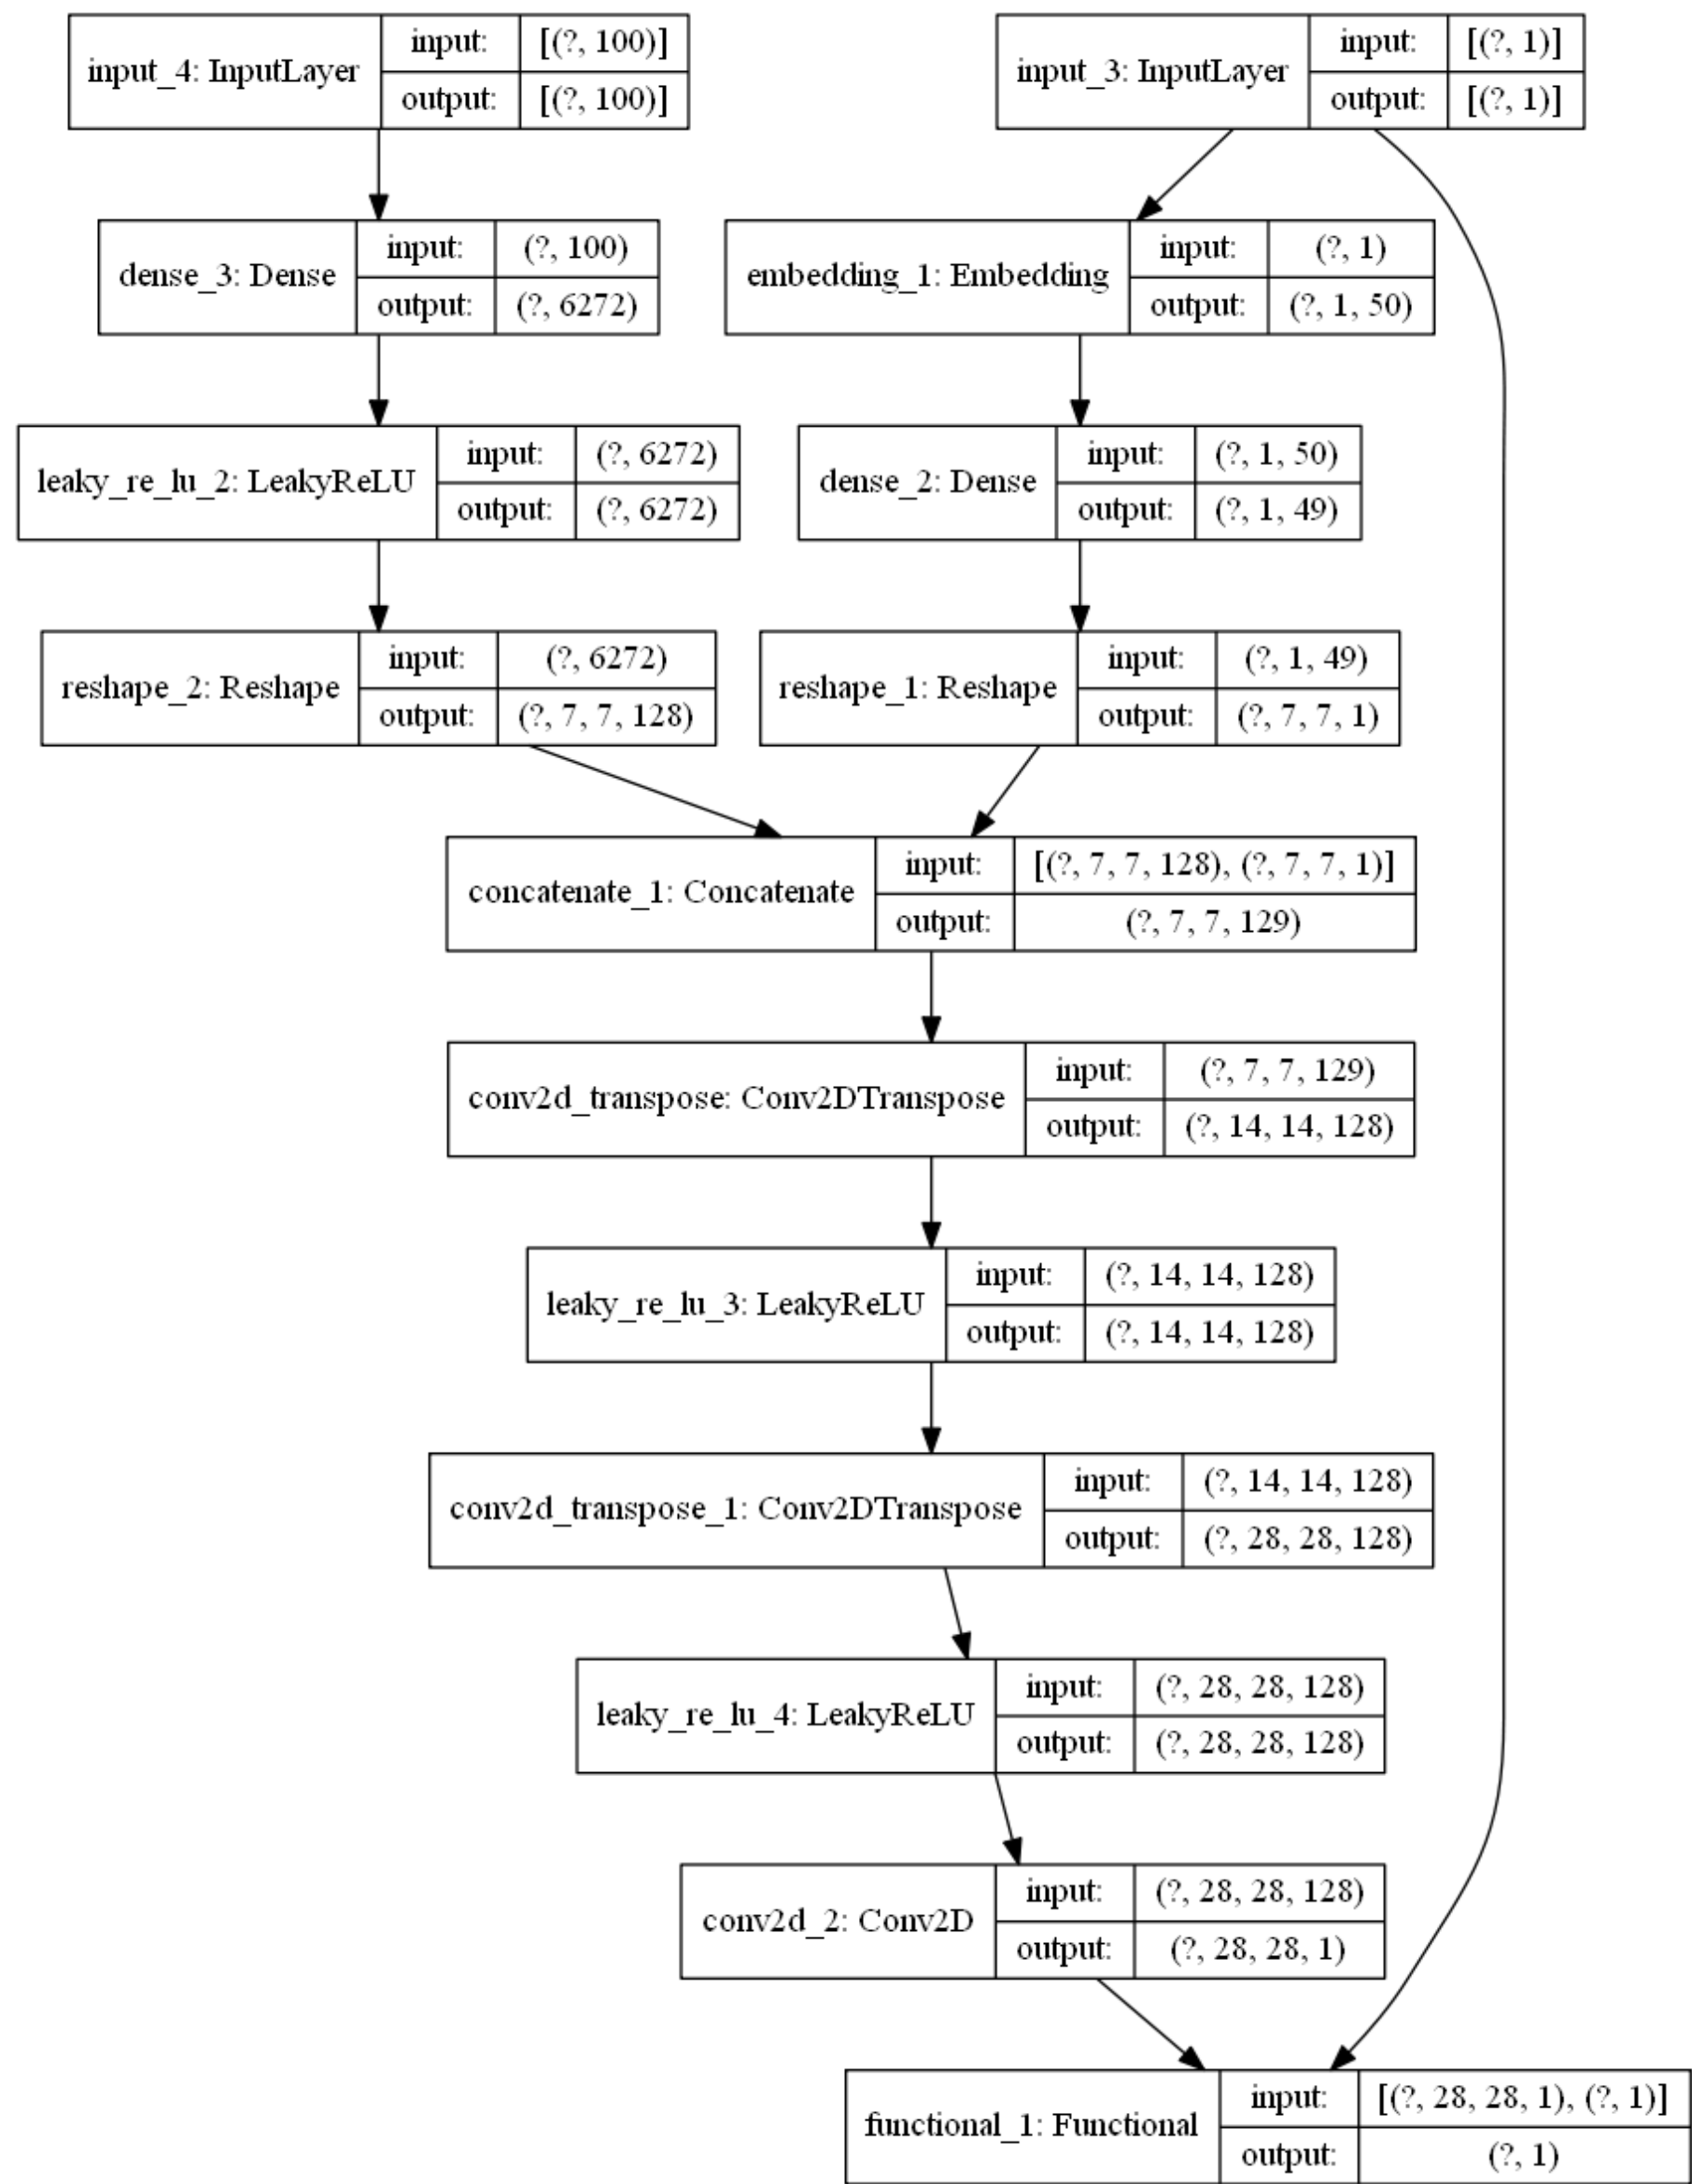 input_4: InputLayer
input: [(?, 100)]
output: [(?, 100)]
input_3: InputLayer
input: [(?, 1)]
output: [(?, 1)]
dense_3: Dense
input: (?, 100)
output: (?, 6272)
embedding_1: Embedding
input: (?, 1)
output: (?, 1, 50)
leaky_re_lu_2: LeakyReLU
input: (?, 6272)
output: (?, 6272)
dense_2: Dense
input: (?, 1, 50)
output: (?, 1, 49)
reshape_2: Reshape
input: (?, 6272)
output: (?, 7, 7, 128)
reshape_1: Reshape
input: (?, 1, 49)
output: (?, 7, 7, 1)
concatenate_1: Concatenate
input: [(?, 7, 7, 128), (?, 7, 7, 1)]
output: (?, 7, 7, 129)
conv2d_transpose: Conv2DTranspose
input: (?, 7, 7, 129)
output: (?, 14, 14, 128)
leaky_re_lu_3: LeakyReLU
input: (?, 14, 14, 128)
output: (?, 14, 14, 128)
conv2d_transpose_1: Conv2DTranspose
input: (?, 14, 14, 128)
output: (?, 28, 28, 128)
leaky_re_lu_4: LeakyReLU
input: (?, 28, 28, 128)
output: (?, 28, 28, 128)
conv2d_2: Conv2D
input: (?, 28, 28, 128)
output: (?, 28, 28, 1)
functional_1: Functional
input: [(?, 28, 28, 1), (?, 1)]
output: (?, 1)